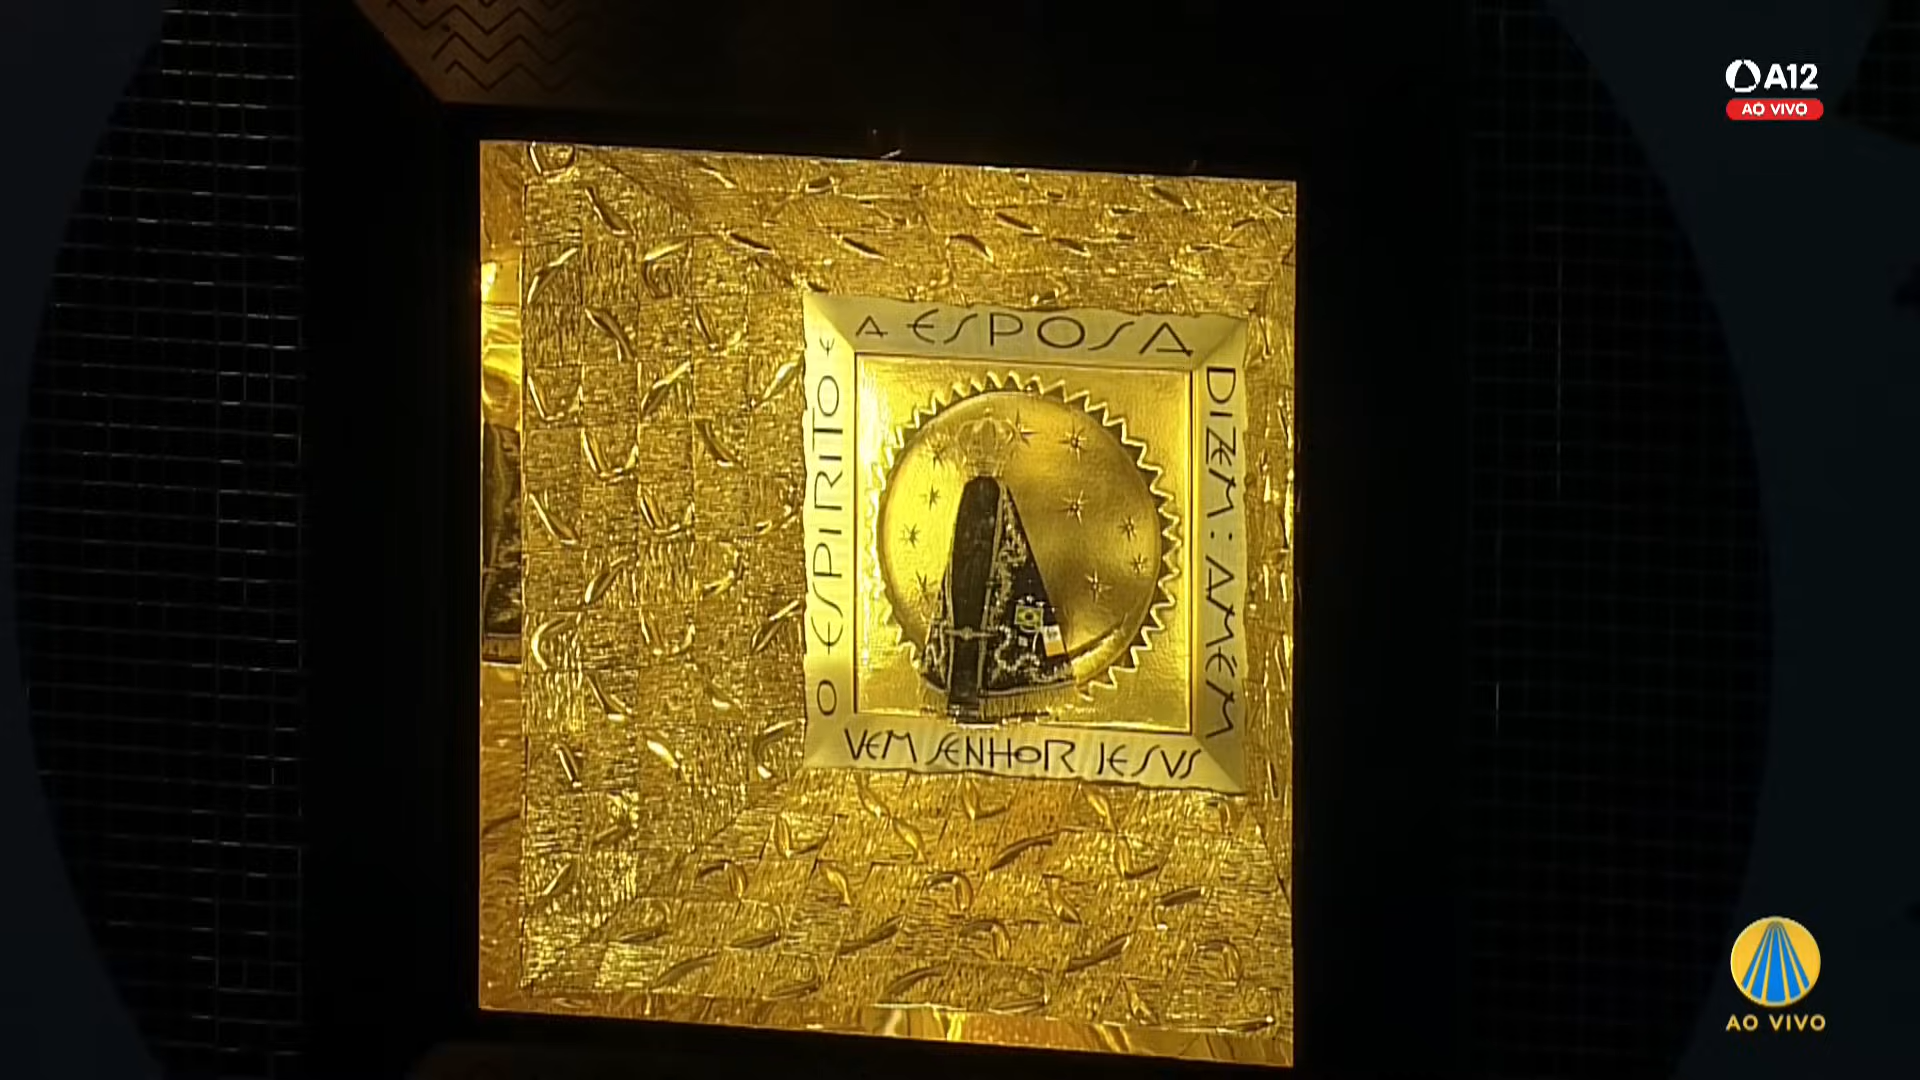 A12
AO VIVO
O ESPIRITO E
A ESPOSA
DIZEM: AMÉM
VEM SENHOR JESUS
AO VIVO